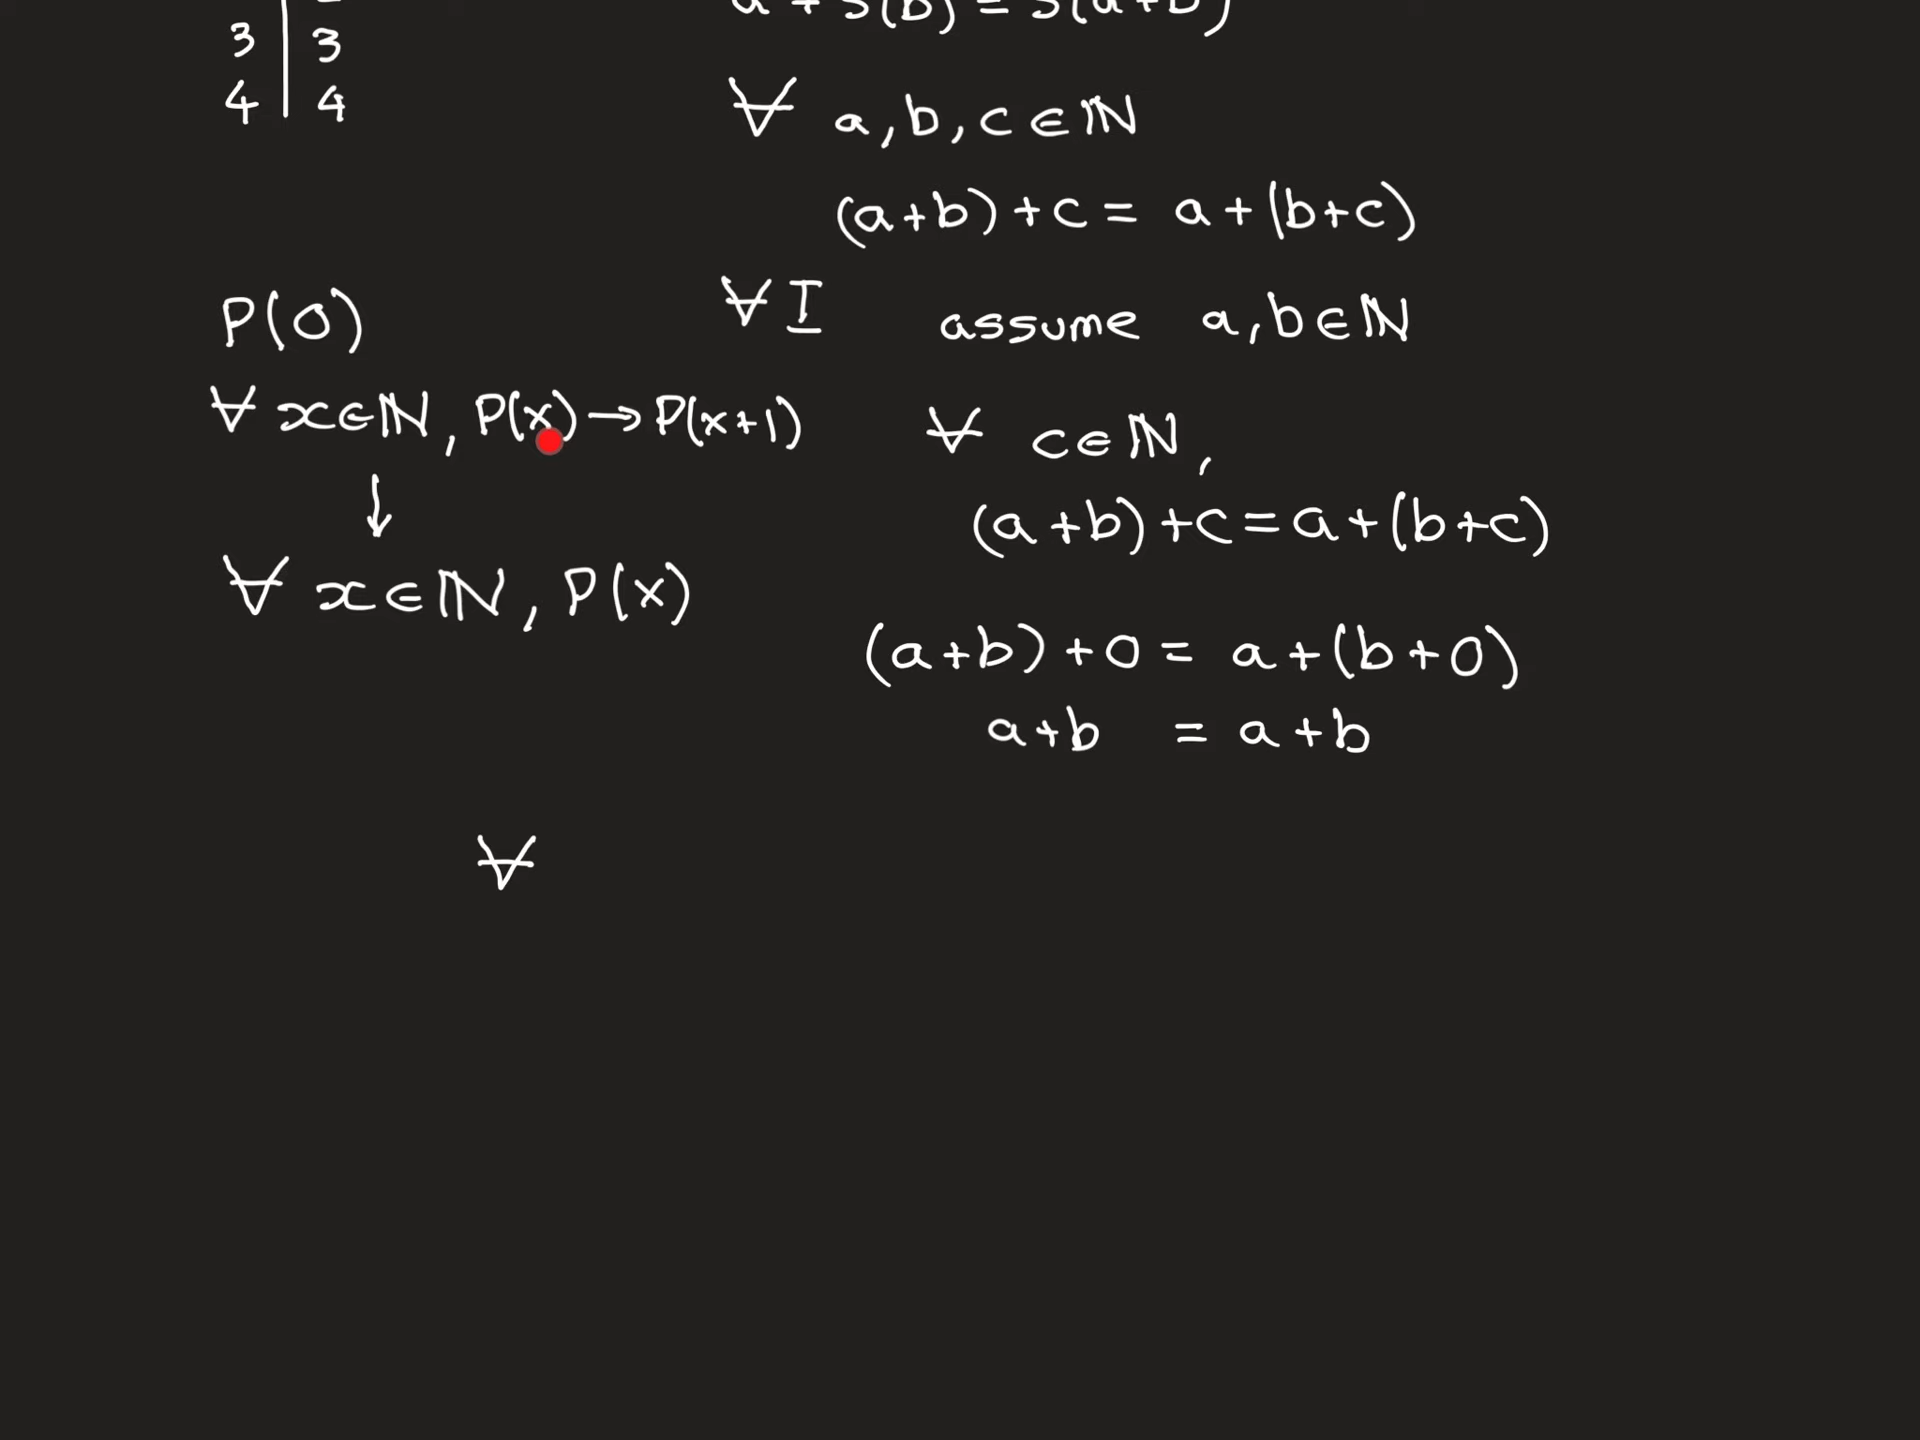 3 | 3
4 | 4
a + S(b) = S(a+b)
∀ a, b, c ∈ ℕ
(a+b) + c = a + (b+c)
P(0)
∀ x ∈ ℕ, P(x) → P(x+1)
↓
∀ x ∈ ℕ, P(x)
∀I assume a, b ∈ ℕ
∀ c ∈ ℕ,
(a+b) + c = a + (b+c)
(a+b) + 0 = a + (b+0)
a+b = a+b
∀